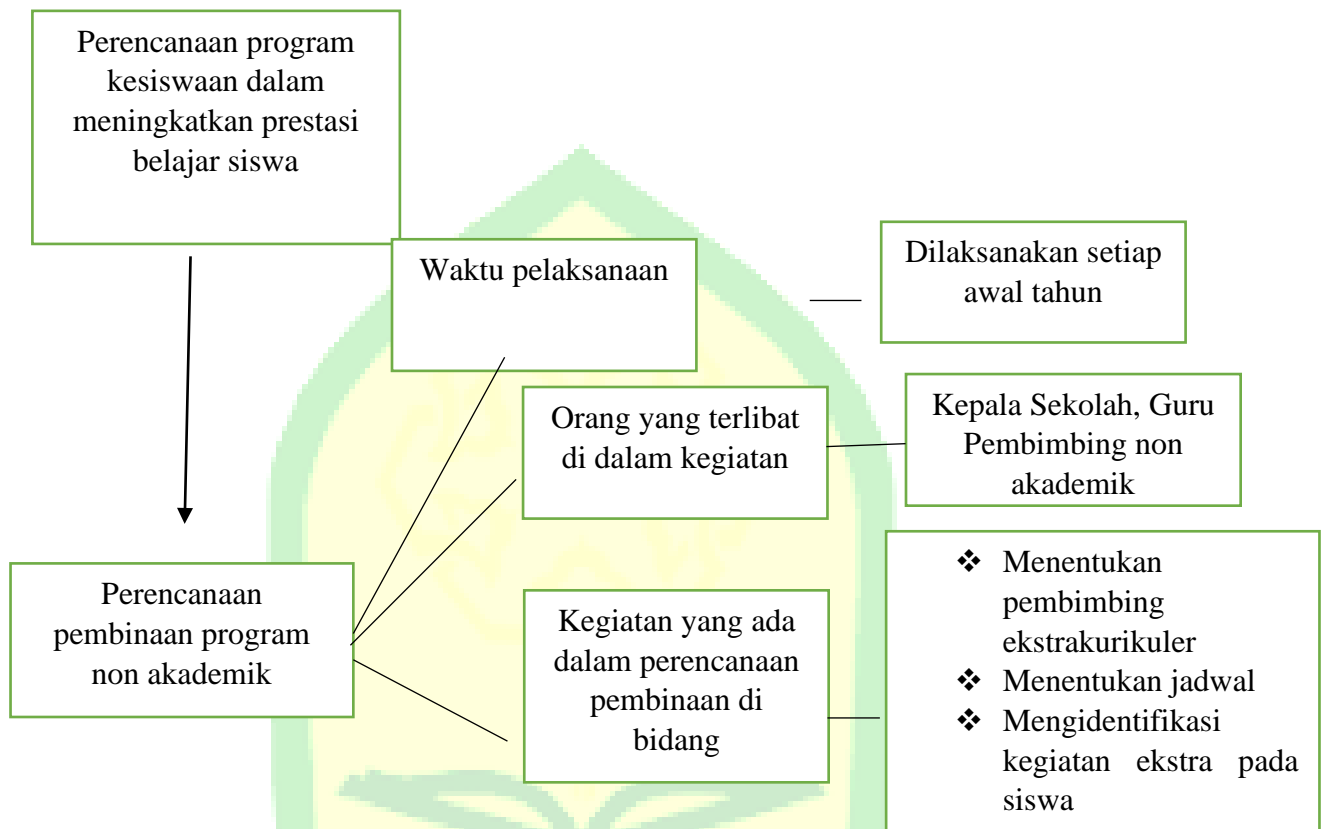 Perencanaan program
kesiswaan dalam
meningkatkan prestasi
belajar siswa
Waktu pelaksanaan
Dilaksanakan setiap
awal tahun
Orang yang terlibat
di dalam kegiatan
Kepala Sekolah, Guru
Pembimbing non
akademik
Perencanaan
pembinaan program
non akademik
Kegiatan yang ada
dalam perencanaan
pembinaan di
bidang
❖ Menentukan
pembimbing
ekstrakurikuler
❖ Menentukan jadwal
❖ Mengidentifikasi
kegiatan ekstra pada
siswa